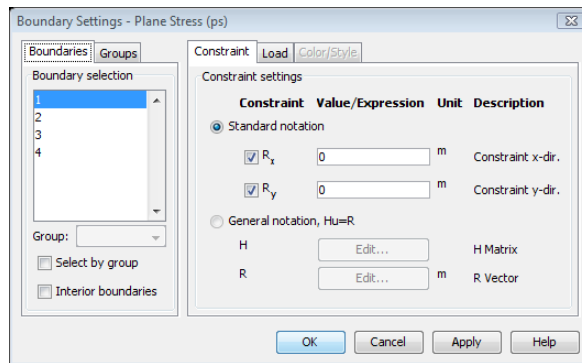 Boundary Settings - Plane Stress (ps)
Boundaries Groups
Boundary selection
1
2
3
4
Group:
Select by group
Interior boundaries
Constraint Load Color/Style
Constraint settings
Constraint Value/Expression Unit Description
Standard notation
Rx 0 m Constraint x-dir.
Ry 0 m Constraint y-dir.
General notation, Hu=R
H Edit... H Matrix
R Edit... m R Vector
OK Cancel Apply Help